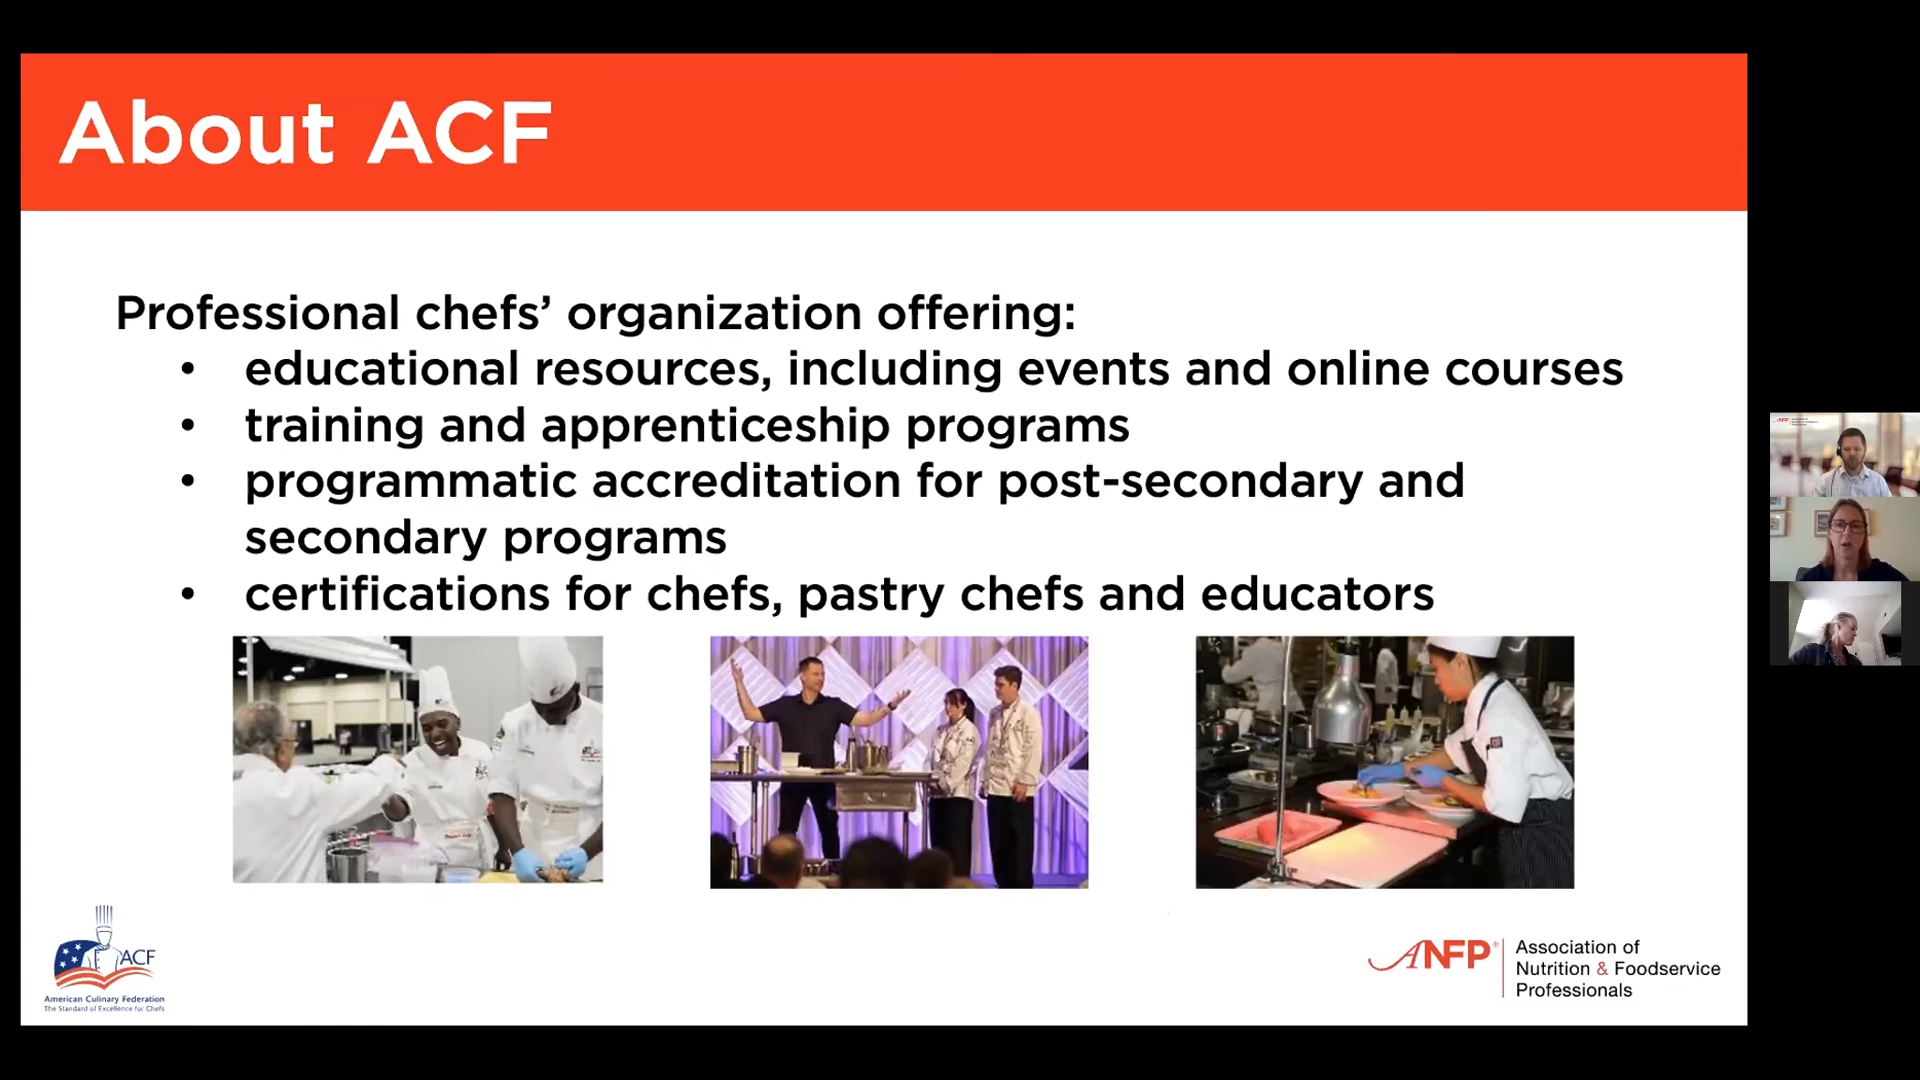 About ACF
Professional chefs’ organization offering:
• educational resources, including events and online courses
• training and apprenticeship programs
• programmatic accreditation for post-secondary and
secondary programs
• certifications for chefs, pastry chefs and educators
ACF
American Culinary Federation
The Standard of Excellence for Chefs
ANFP®
Association of
Nutrition & Foodservice
Professionals